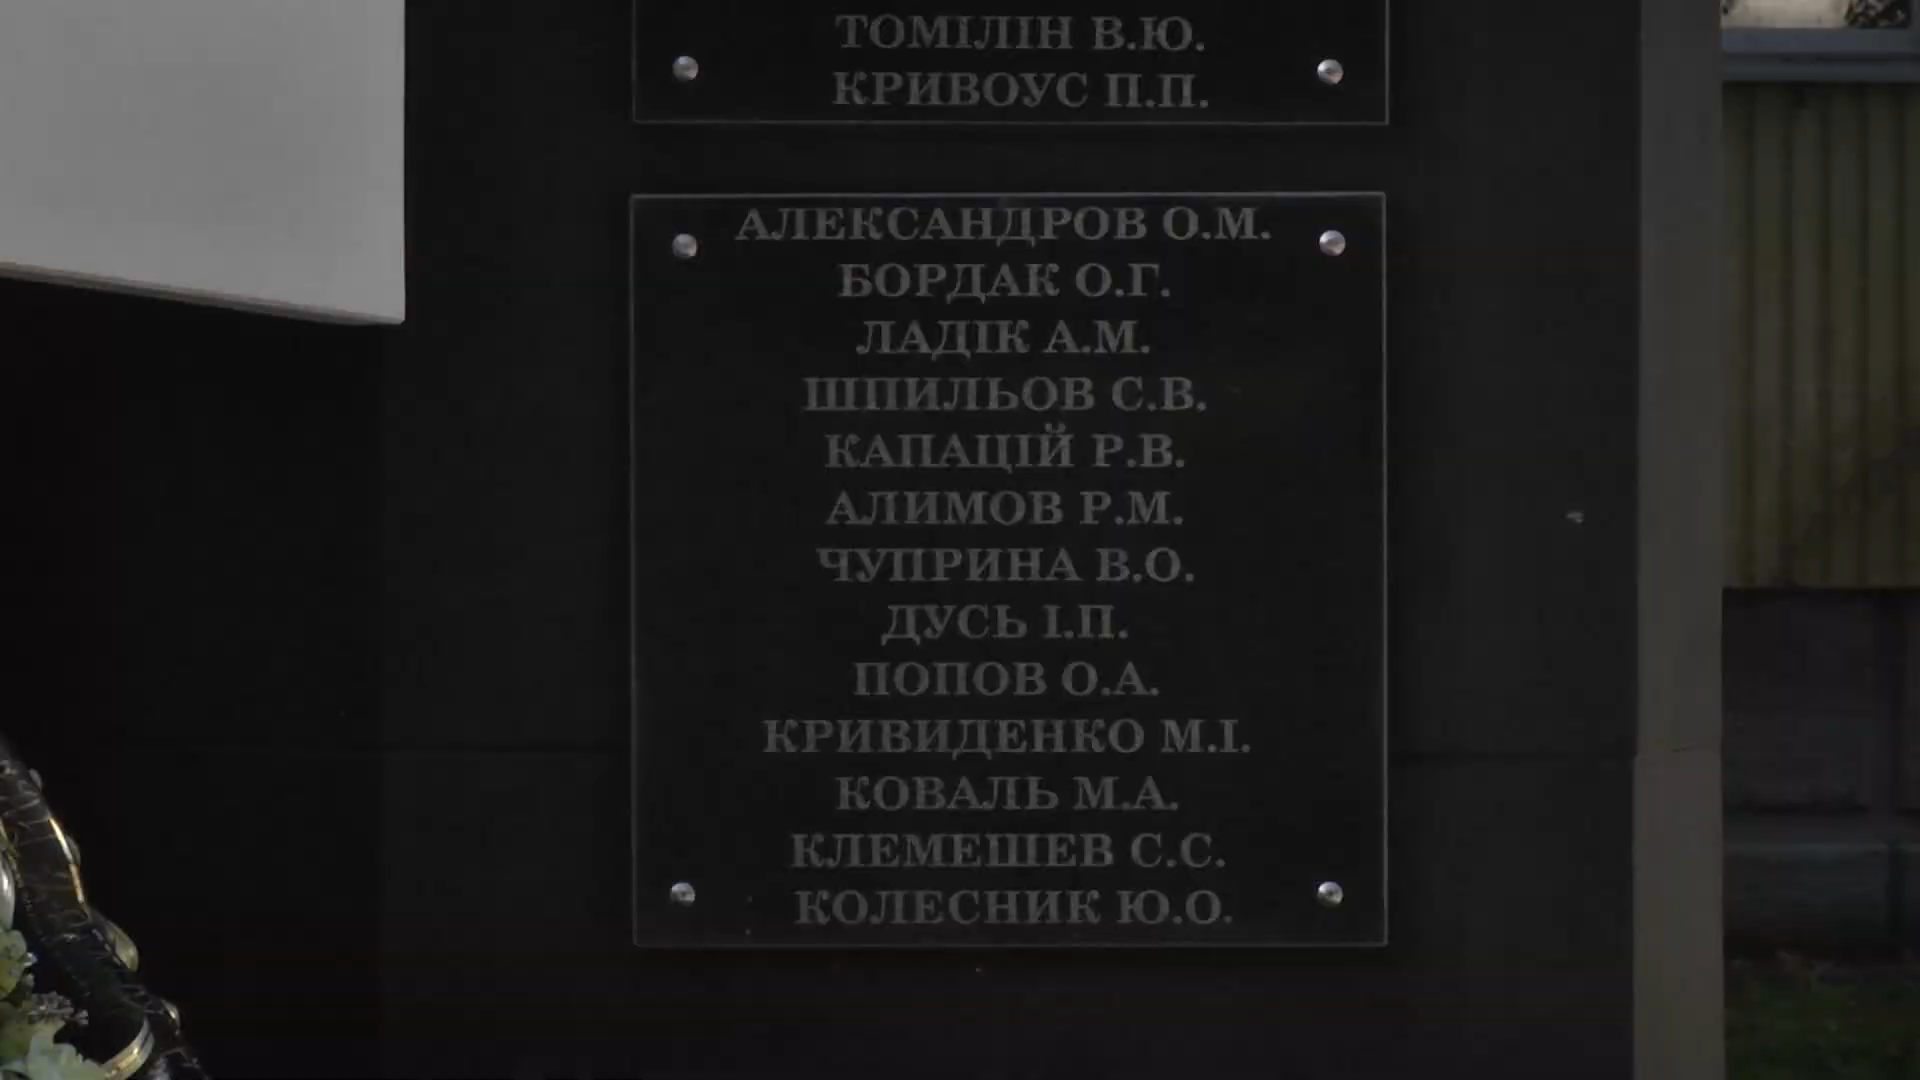 ТОМІЛІН В.Ю.
КРИВОУС П.П.
АЛЕКСАНДРОВ О.М.
БОРДАК О.Г.
ЛАДІК А.М.
ШПИЛЬОВ С.В.
КАПАЦІЙ Р.В.
АЛИМОВ Р.М.
ЧУПРИНА В.О.
ДУСЬ І.П.
ПОПОВ О.А.
КРИВИДЕНКО М.І.
КОВАЛЬ М.А.
КЛЕМЕШЕВ С.С.
КОЛЕСНИК Ю.О.